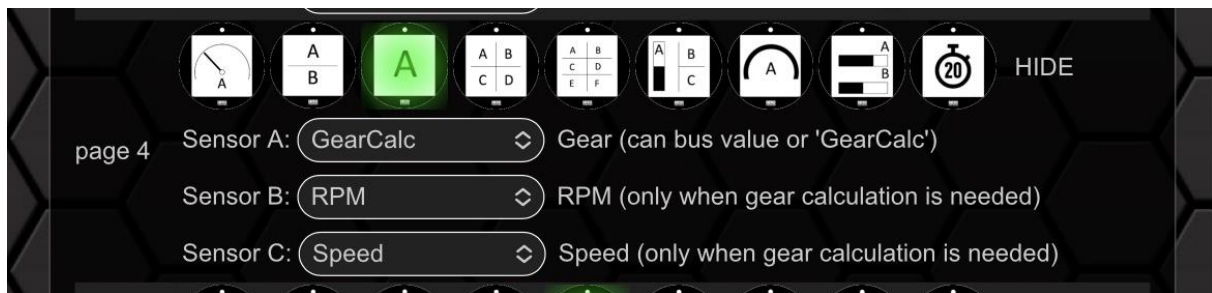 A
A
B
A
A B
C D
A B
C D
E F
A B
C
A
A
B
20
HIDE
page 4
Sensor A: GearCalc Gear (can bus value or 'GearCalc')
Sensor B: RPM RPM (only when gear calculation is needed)
Sensor C: Speed Speed (only when gear calculation is needed)